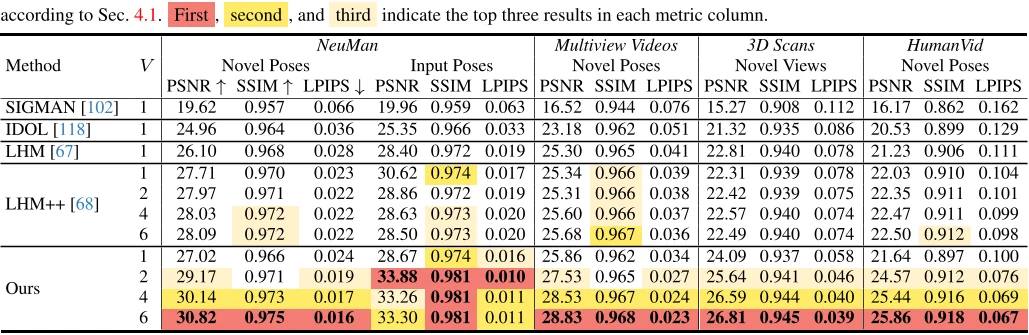 according to Sec. 4.1. First , second , and third indicate the top three results in each metric column.
NeuMan Multiview Videos 3D Scans HumanVid
Method V Novel Poses Input Poses Novel Poses Novel Views Novel Poses
PSNR ↑ SSIM ↑ LPIPS ↓ PSNR SSIM LPIPS PSNR SSIM LPIPS PSNR SSIM LPIPS PSNR SSIM LPIPS
SIGMAN [102] 1 19.62 0.957 0.066 19.96 0.959 0.063 16.52 0.944 0.076 15.27 0.908 0.112 16.17 0.862 0.162
IDOL [118] 1 24.96 0.964 0.036 25.35 0.966 0.033 23.18 0.962 0.051 21.32 0.935 0.086 20.53 0.899 0.129
LHM [67] 1 26.10 0.968 0.028 28.40 0.972 0.019 25.30 0.965 0.041 22.81 0.940 0.078 21.23 0.906 0.111
LHM++ [68] 1 27.71 0.970 0.023 30.62 0.974 0.017 25.34 0.966 0.039 22.31 0.939 0.078 22.03 0.910 0.104
2 27.97 0.971 0.022 28.86 0.972 0.019 25.31 0.966 0.038 22.42 0.939 0.075 22.35 0.911 0.101
4 28.03 0.972 0.022 28.63 0.973 0.020 25.60 0.966 0.037 22.57 0.940 0.074 22.47 0.911 0.099
6 28.09 0.972 0.022 28.50 0.973 0.020 25.68 0.967 0.036 22.49 0.940 0.074 22.50 0.912 0.098
Ours 1 27.02 0.966 0.024 28.67 0.974 0.016 25.86 0.962 0.034 24.09 0.937 0.058 21.64 0.897 0.100
2 29.17 0.971 0.019 33.88 0.981 0.010 27.53 0.965 0.027 25.64 0.941 0.046 24.63 0.912 0.076
4 30.14 0.973 0.017 33.26 0.981 0.011 28.53 0.967 0.024 26.59 0.944 0.040 25.44 0.916 0.069
6 30.82 0.975 0.016 33.30 0.981 0.011 28.83 0.968 0.023 26.81 0.945 0.039 25.86 0.918 0.067